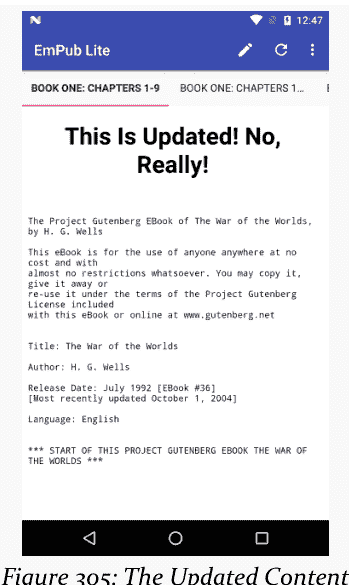 12:47
EmPub Lite
BOOK ONE: CHAPTERS 1-9 BOOK ONE: CHAPTERS 1...
This Is Updated! No,
Really!
The Project Gutenberg EBook of The War of the Worlds,
by H. G. Wells
This eBook is for the use of anyone anywhere at no
cost and with
almost no restrictions whatsoever. You may copy it,
give it away or
re-use it under the terms of the Project Gutenberg
License included
with this eBook or online at www.gutenberg.net
Title: The War of the Worlds
Author: H. G. Wells
Release Date: July 1992 [EBook #36]
[Most recently updated October 1, 2004]
Language: English
*** START OF THIS PROJECT GUTENBERG EBOOK THE WAR OF
THE WORLDS ***
Figure 305: The Updated Content